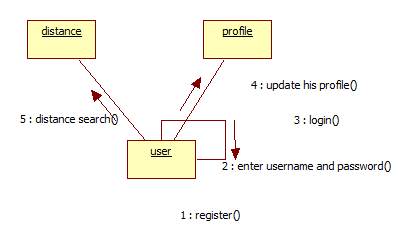 distance
profile
4 : update his profile()
5 : distance search()
3 : login()
user
2 : enter username and password()
1 : register()